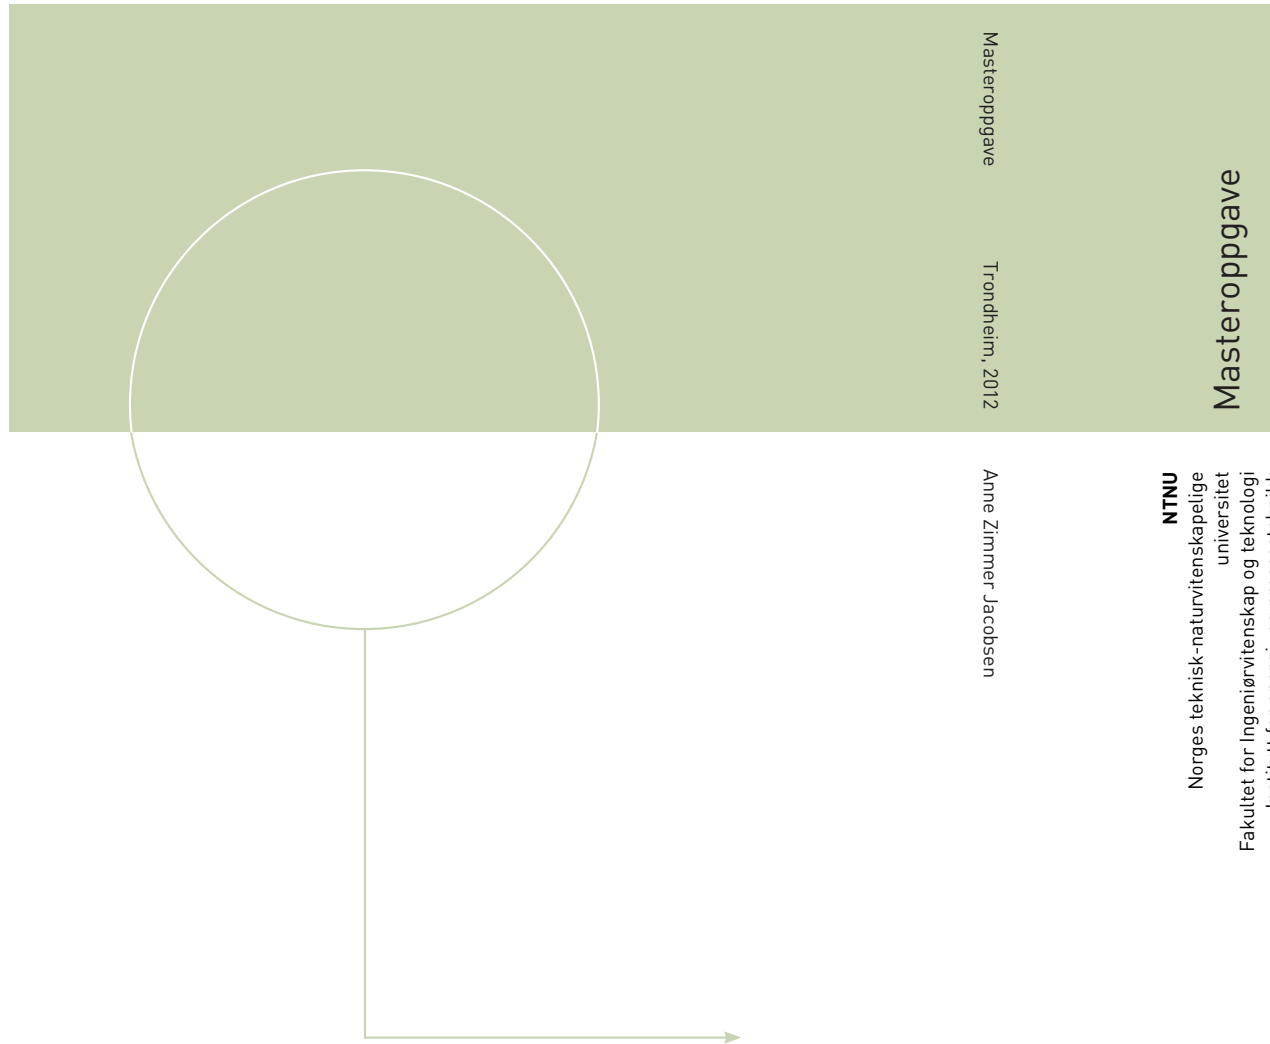 Masteroppgave
Trondheim, 2012
Anne Zimmer Jacobsen
Masteroppgave
NTNU
Norges teknisk-naturvitenskapelige
universitet
Fakultet for Ingeniørvitenskap og teknologi